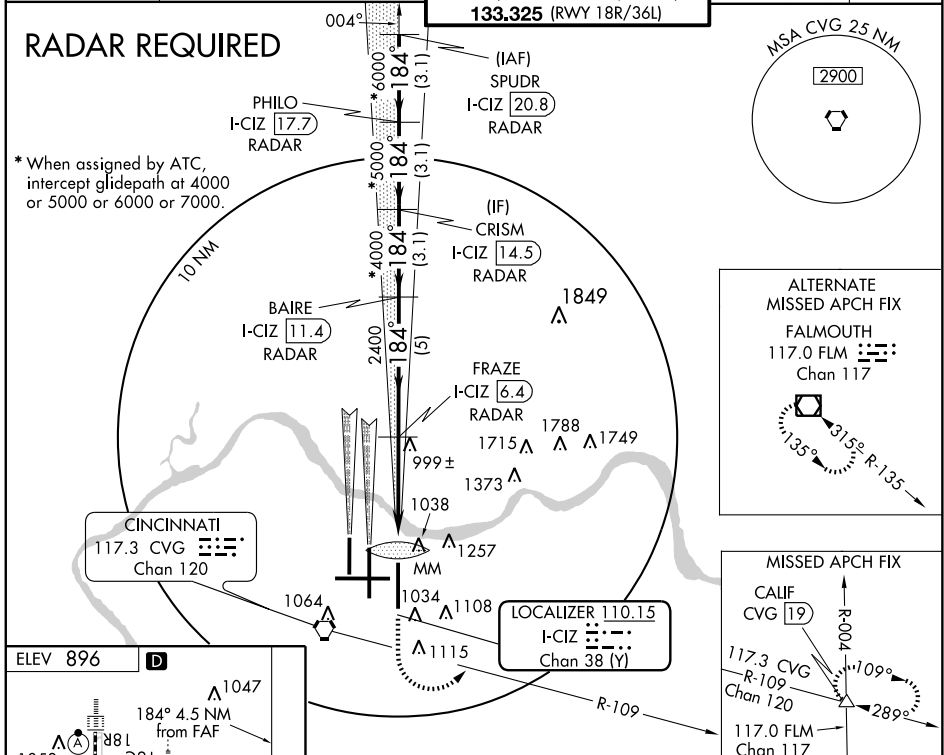 133.325 (RWY 18R/36L)
RADAR REQUIRED
004°
*6000
184°
(3.1)
(IAF)
SPUDR
I-CIZ 20.8
RADAR
MSA CVG 25 NM
2900
PHILO
I-CIZ 17.7
RADAR
* When assigned by ATC,
intercept glidepath at 4000
or 5000 or 6000 or 7000.
*5000
184°
(3.1)
10 NM
(IF)
CRISM
I-CIZ 14.5
RADAR
*4000
184°
(3.1)
BAIRE
I-CIZ 11.4
RADAR
2400
184°
(5)
1849
FRAZE
I-CIZ 6.4
RADAR
999 ±
1715
1788
1749
1373
1038
1257
MM
ALTERNATE
MISSED APCH FIX
FALMOUTH
117.0 FLM
Chan 117
315°
R-135
135°
CINCINNATI
117.3 CVG
Chan 120
1064
1034
1108
1115
LOCALIZER 110.15
I-CIZ
Chan 38 (Y)
R-109
MISSED APCH FIX
CALIF
CVG 19
R-004
117.3 CVG
R-109
Chan 120
109°
289°
117.0 FLM
Chan 117
ELEV 896
D
1047
184° 4.5 NM
from FAF
A
18R